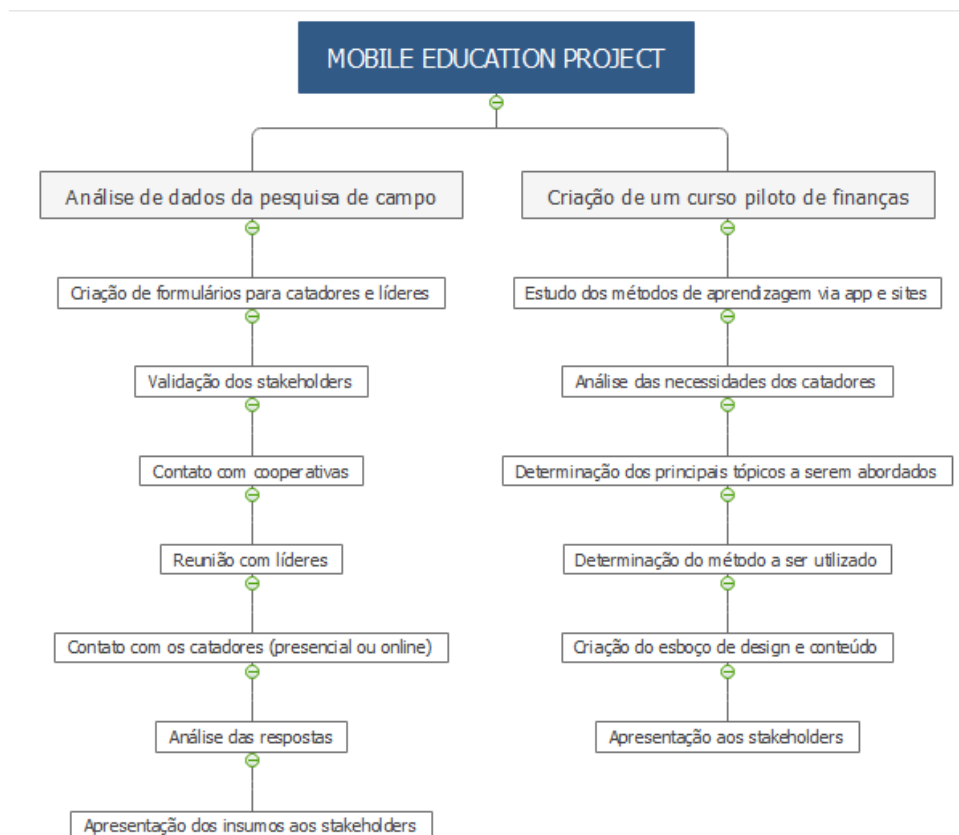 MOBILE EDUCATION PROJECT
Análise de dados da pesquisa de campo
Criação de formulários para catadores e líderes
Validação dos stakeholders
Contato com cooperativas
Reunião com líderes
Contato com os catadores (presencial ou online)
Análise das respostas
Apresentação dos insumos aos stakeholders
Criação de um curso piloto de finanças
Estudo dos métodos de aprendizagem via app e sites
Análise das necessidades dos catadores
Determinação dos principais tópicos a serem abordados
Determinação do método a ser utilizado
Criação do esboço de design e conteúdo
Apresentação aos stakeholders